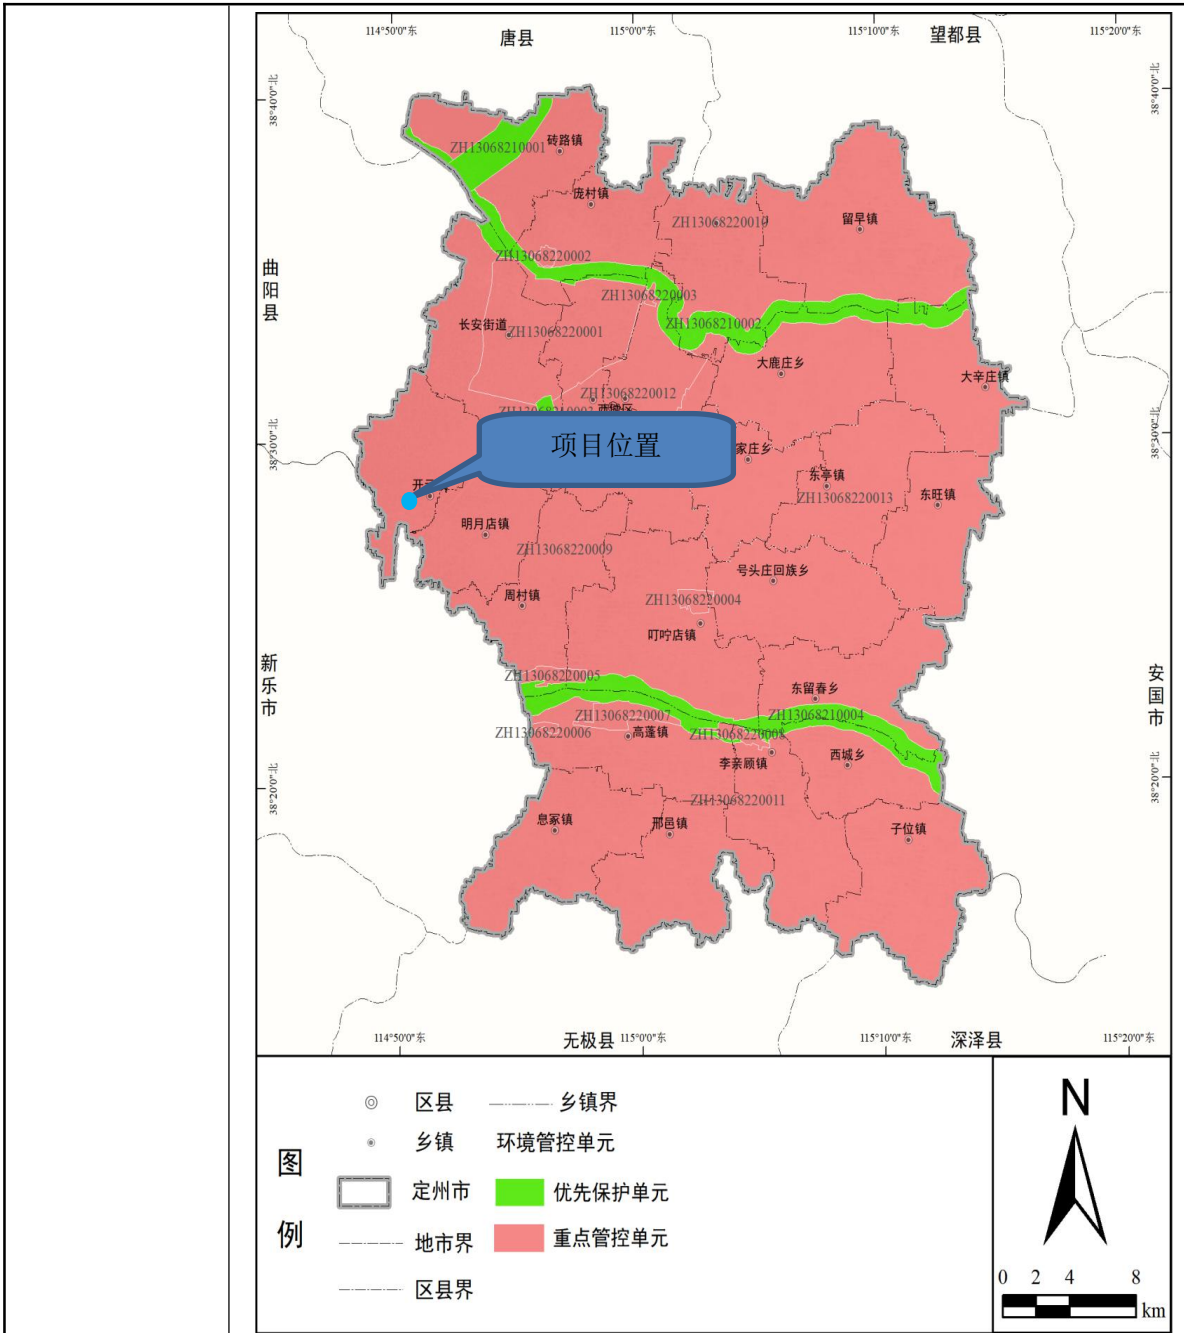 114°50'0"东
115°0'0"东
115°10'0"东
115°20'0"东
唐县
望都县
38°40'0"北
38°40'0"北
ZH13068210001
砖路镇
庞村镇
ZH13068220010
留早镇
曲阳县
ZH13068220002
ZH13068220003
长安街道
ZH13068220001
ZH13068210002
大鹿庄乡
大辛庄镇
ZH13068220012
38°30'0"北
38°30'0"北
项目位置
家庄乡
东亭镇
ZH13068220013
东旺镇
明月店镇
ZH13068220009
号头庄回族乡
周村镇
ZH13068220004
叮咛店镇
新乐市
安国市
ZH13068220005
东留春乡
ZH13068220007
ZH13068210004
ZH13068220006
高蓬镇
ZH13068220008
李亲顾镇
西城乡
38°20'0"北
38°20'0"北
ZH13068220011
息冢镇
邢邑镇
子位镇
114°50'0"东
115°0'0"东
115°10'0"东
115°20'0"东
无极县
深泽县
图例
区县
乡镇界
乡镇
环境管控单元
定州市
优先保护单元
地市界
重点管控单元
区县界
N
0 2 4 8
km